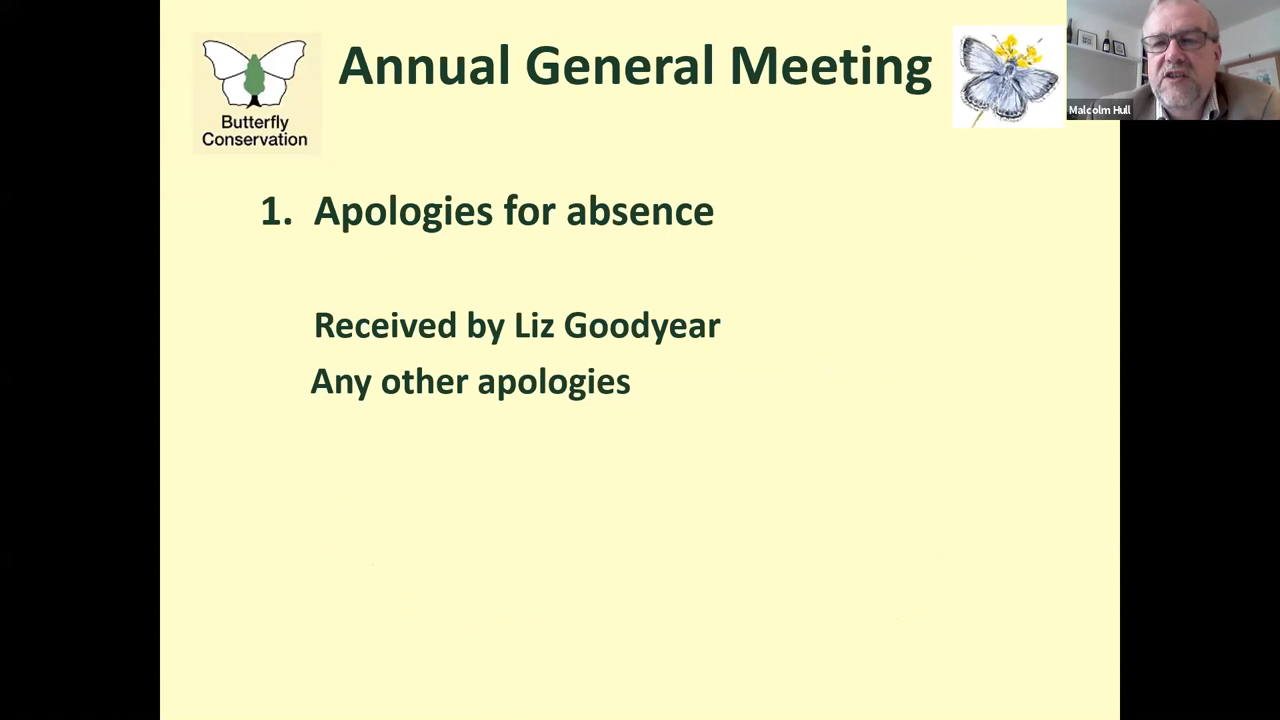 Annual General Meeting
Butterfly
Conservation
Malcolm Hull
1. Apologies for absence
Received by Liz Goodyear
Any other apologies